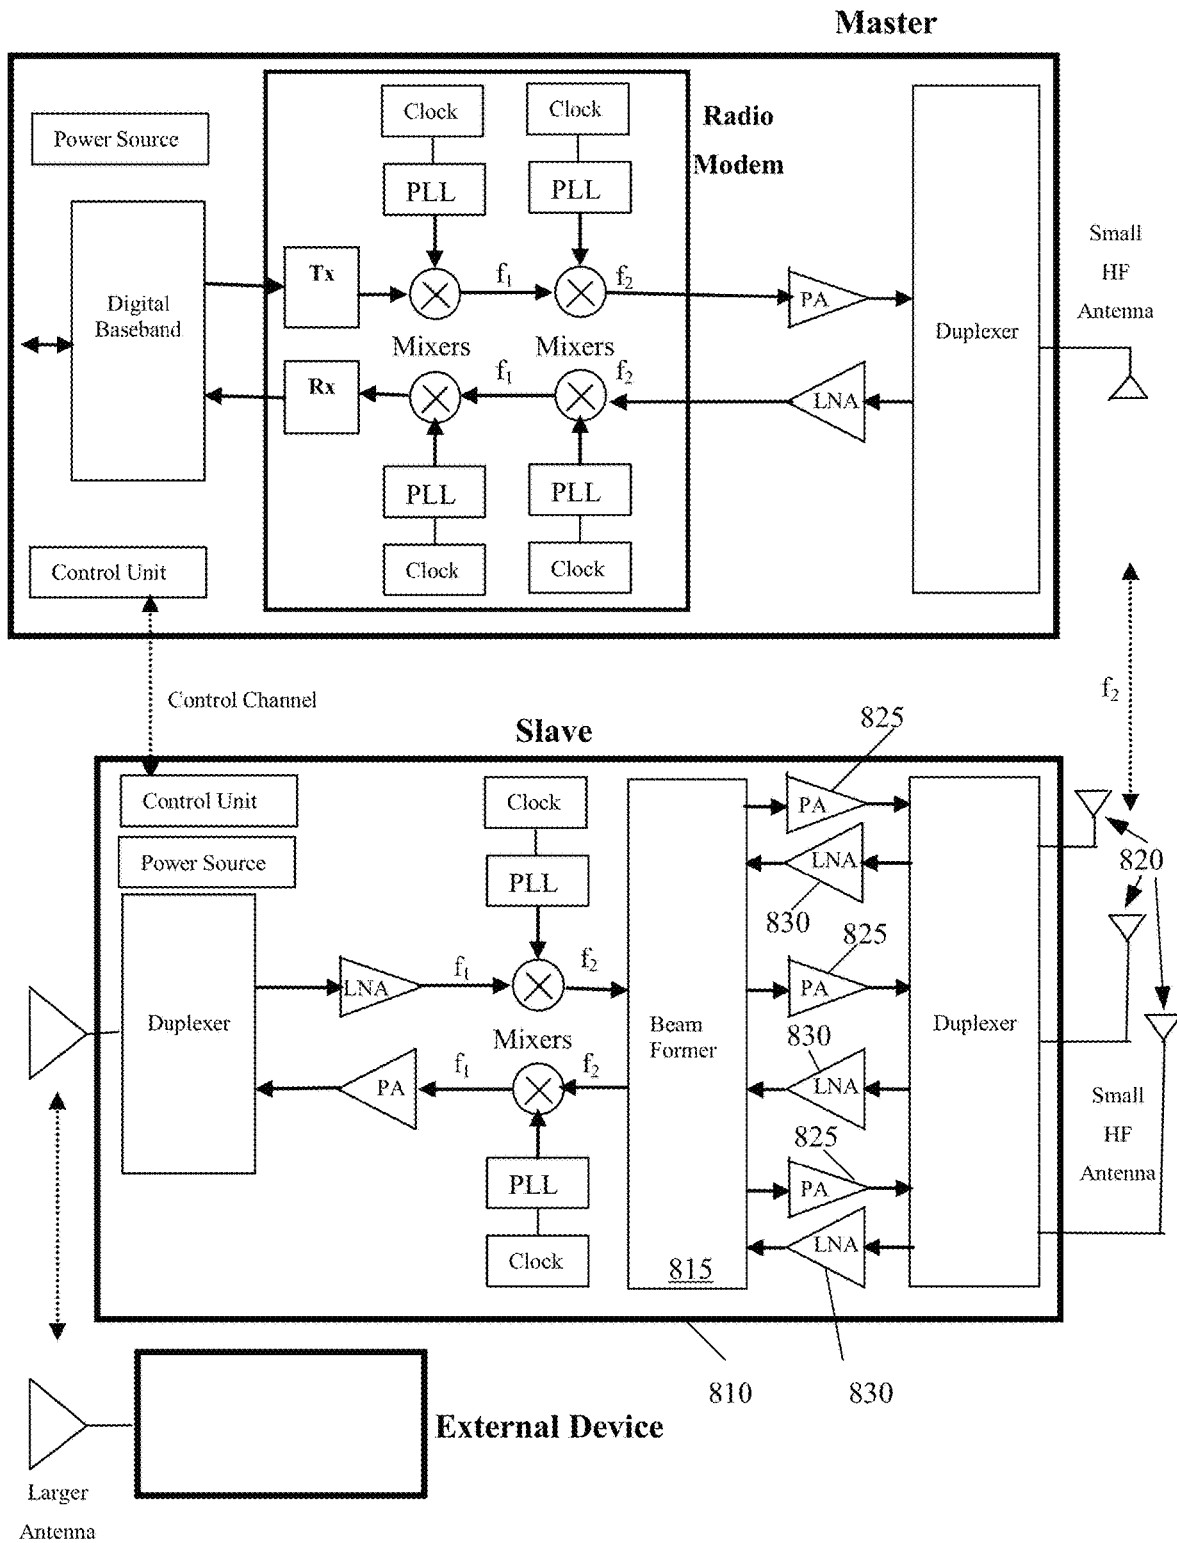 Master
Clock
Clock
Radio
Modem
Power Source
PLL
PLL
Small
HF
Antenna
Tx
f1
f2
PA
Digital
Baseband
Duplexer
Mixers
Mixers
Rx
f1
f2
LNA
PLL
PLL
Control Unit
Clock
Clock
Control Channel
f2
Slave
825
Control Unit
Clock
PA
Power Source
PLL
LNA
820
830
825
LNA
f1
f2
PA
Duplexer
Mixers
Beam
Former
Duplexer
830
PA
f1
f2
LNA
Small
HF
Antenna
825
PLL
PA
Clock
815
LNA
810
830
External Device
Larger
Antenna